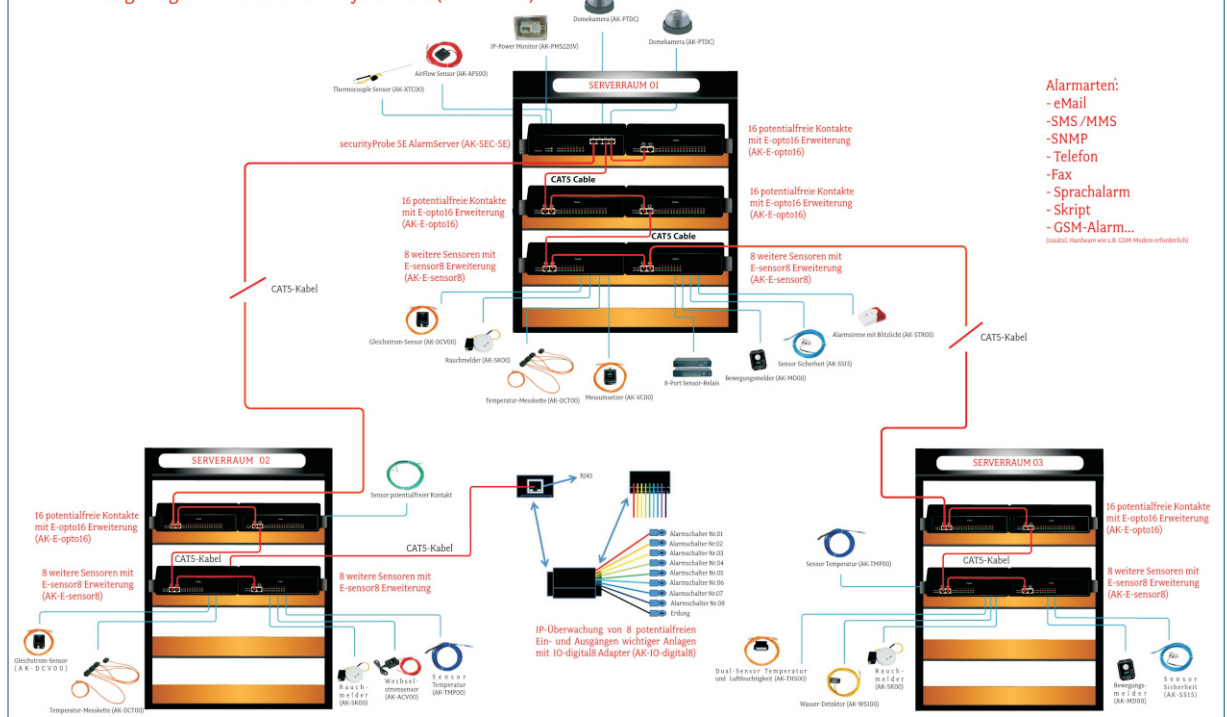 Domekamera (AK-PTDC)
IP-Power Monitor (AK-PMS220V)
Domekamera (AK-PTDC)
AirFlow Sensor (AK-AFS00)
Thermocouple Sensor (AK-XTC00)
SERVERRAUM 01
Alarmarten:
- eMail
-SMS /MMS
-SNMP
- Telefon
-Fax
- Sprachalarm
- Skript
- GSM-Alarm...
(zusätzl. Hardware wie z.B. GSM-Modem erforderlich)
securityProbe 5E AlarmServer (AK-SEC-5E)
16 potentialfreie Kontakte
mit E-opto16 Erweiterung
(AK-E-opto16)
CAT5 Cable
16 potentialfreie Kontakte
mit E-opto16 Erweiterung
(AK-E-opto16)
16 potentialfreie Kontakte
mit E-opto16 Erweiterung
(AK-E-opto16)
CAT5 Cable
8 weitere Sensoren mit
E-sensor8 Erweiterung
(AK-E-sensor8)
8 weitere Sensoren mit
E-sensor8 Erweiterung
(AK-E-sensor8)
CAT5-Kabel
CAT5-Kabel
Gleichstrom-Sensor (AK-DCV00)
Rauchmelder (AK-SK00)
Temperatur-Messkette (AK-DCT00)
Messumsetzer (AK-VC00)
8-Port Sensor-Relais
Bewegungsmelder (AK-MD00)
Sensor Sicherheit (AK-SS15)
Alarmsirene mit Blitzlicht (AK-STR00)
SERVERRAUM 02
Sensor potentialfreier Kontakt
16 potentialfreie Kontakte
mit E-opto16 Erweiterung
(AK-E-opto16)
CAT5-Kabel
CAT5-Kabel
8 weitere Sensoren mit
E-sensor8 Erweiterung
(AK-E-sensor8)
8 weitere Sensoren mit
E-sensor8 Erweiterung
Gleichstrom-Sensor
(AK-DCV00)
Temperatur-Messkette (AK-DCT00)
Rauch-
melder
(AK-SK00)
Wechsel-
stromsensor
(AK-ACV00)
Sensor
Temperatur
(AK-TMP00)
RJ45
Alarmschalter Nr.01
Alarmschalter Nr.02
Alarmschalter Nr.03
Alarmschalter Nr.04
Alarmschalter Nr.05
Alarmschalter Nr.06
Alarmschalter Nr.07
Alarmschalter Nr.08
Erdung
IP-Überwachung von 8 potentialfreien
Ein- und Ausgängen wichtiger Anlagen
mit IO-digital8 Adapter (AK-IO-digital8)
SERVERRAUM 03
16 potentialfreie Kontakte
mit E-opto16 Erweiterung
(AK-E-opto16)
CAT5-Kabel
Sensor Temperatur (AK-TMP00)
8 weitere Sensoren mit
E-sensor8 Erweiterung
(AK-E-sensor8)
Dual-Sensor Temperatur
und Luftfeuchtigkeit (AK-THS00)
Wasser-Detektor (AK-WS100)
Rauch-
melder
(AK-SK00)
Bewegungs-
melder
(AK-MD00)
Sensor
Sicherheit
(AK-SS15)